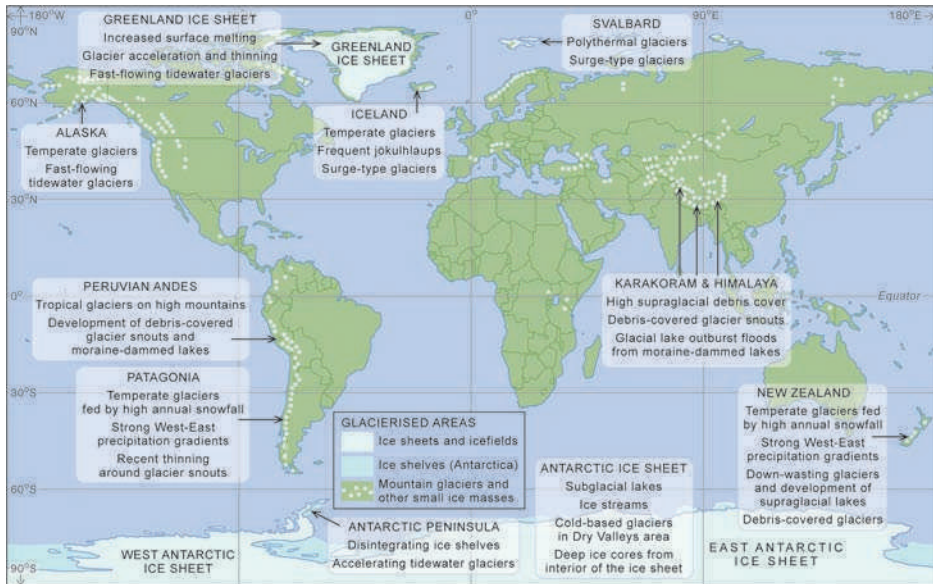 180°W
90°W
0°
90°E
180°E
90°N
60°N
30°N
0°
30°S
60°S
90°S
GREENLAND ICE SHEET
Increased surface melting
Glacier acceleration and thinning
Fast-flowing tidewater glaciers
GREENLAND
ICE SHEET
SVALBARD
Polythermal glaciers
Surge-type glaciers
ALASKA
Temperate glaciers
Fast-flowing
tidewater glaciers
ICELAND
Temperate glaciers
Frequent jökulhlaups
Surge-type glaciers
PERUVIAN ANDES
Tropical glaciers on high mountains
Development of debris-covered
glacier snouts and
moraine-dammed lakes
KARAKORAM & HIMALAYA
High supraglacial debris cover
Debris-covered glacier snouts
Glacial lake outburst floods
from moraine-dammed lakes
Equator
PATAGONIA
Temperate glaciers
fed by high annual snowfall
Strong West-East
precipitation gradients
Recent thinning
around glacier snouts
GLACIERISED AREAS
Ice sheets and icefields
Ice shelves (Antarctica)
Mountain glaciers and
other small ice masses
NEW ZEALAND
Temperate glaciers fed
by high annual snowfall
Strong West-East
precipitation gradients
Down-wasting glaciers
and development of
supraglacial lakes
Debris-covered glaciers
ANTARCTIC ICE SHEET
Subglacial lakes
Ice streams
Cold-based glaciers
in Dry Valleys area
Deep ice cores from
interior of the ice sheet
ANTARCTIC PENINSULA
Disintegrating ice shelves
Accelerating tidewater glaciers
WEST ANTARCTIC
ICE SHEET
EAST ANTARCTIC
ICE SHEET